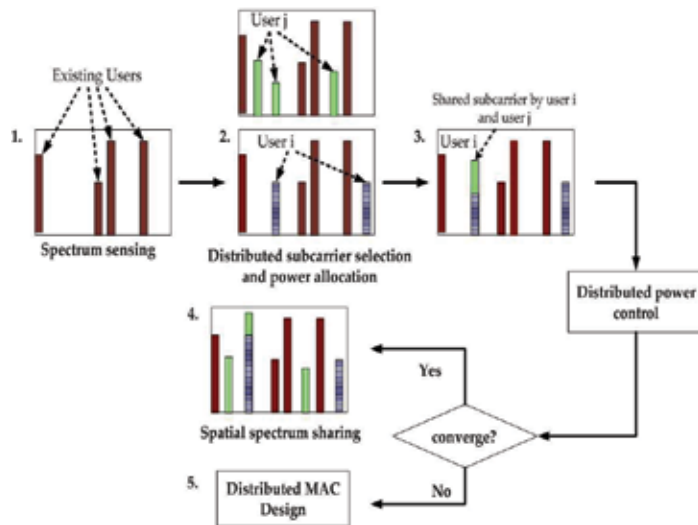 User j
Existing Users
1.
Spectrum sensing
2.
User i
Distributed subcarrier selection
and power allocation
Shared subcarrier by user i
and user j
3.
User i
Distributed power
control
4.
Yes
Spatial spectrum sharing
converge?
5.
Distributed MAC
Design
No